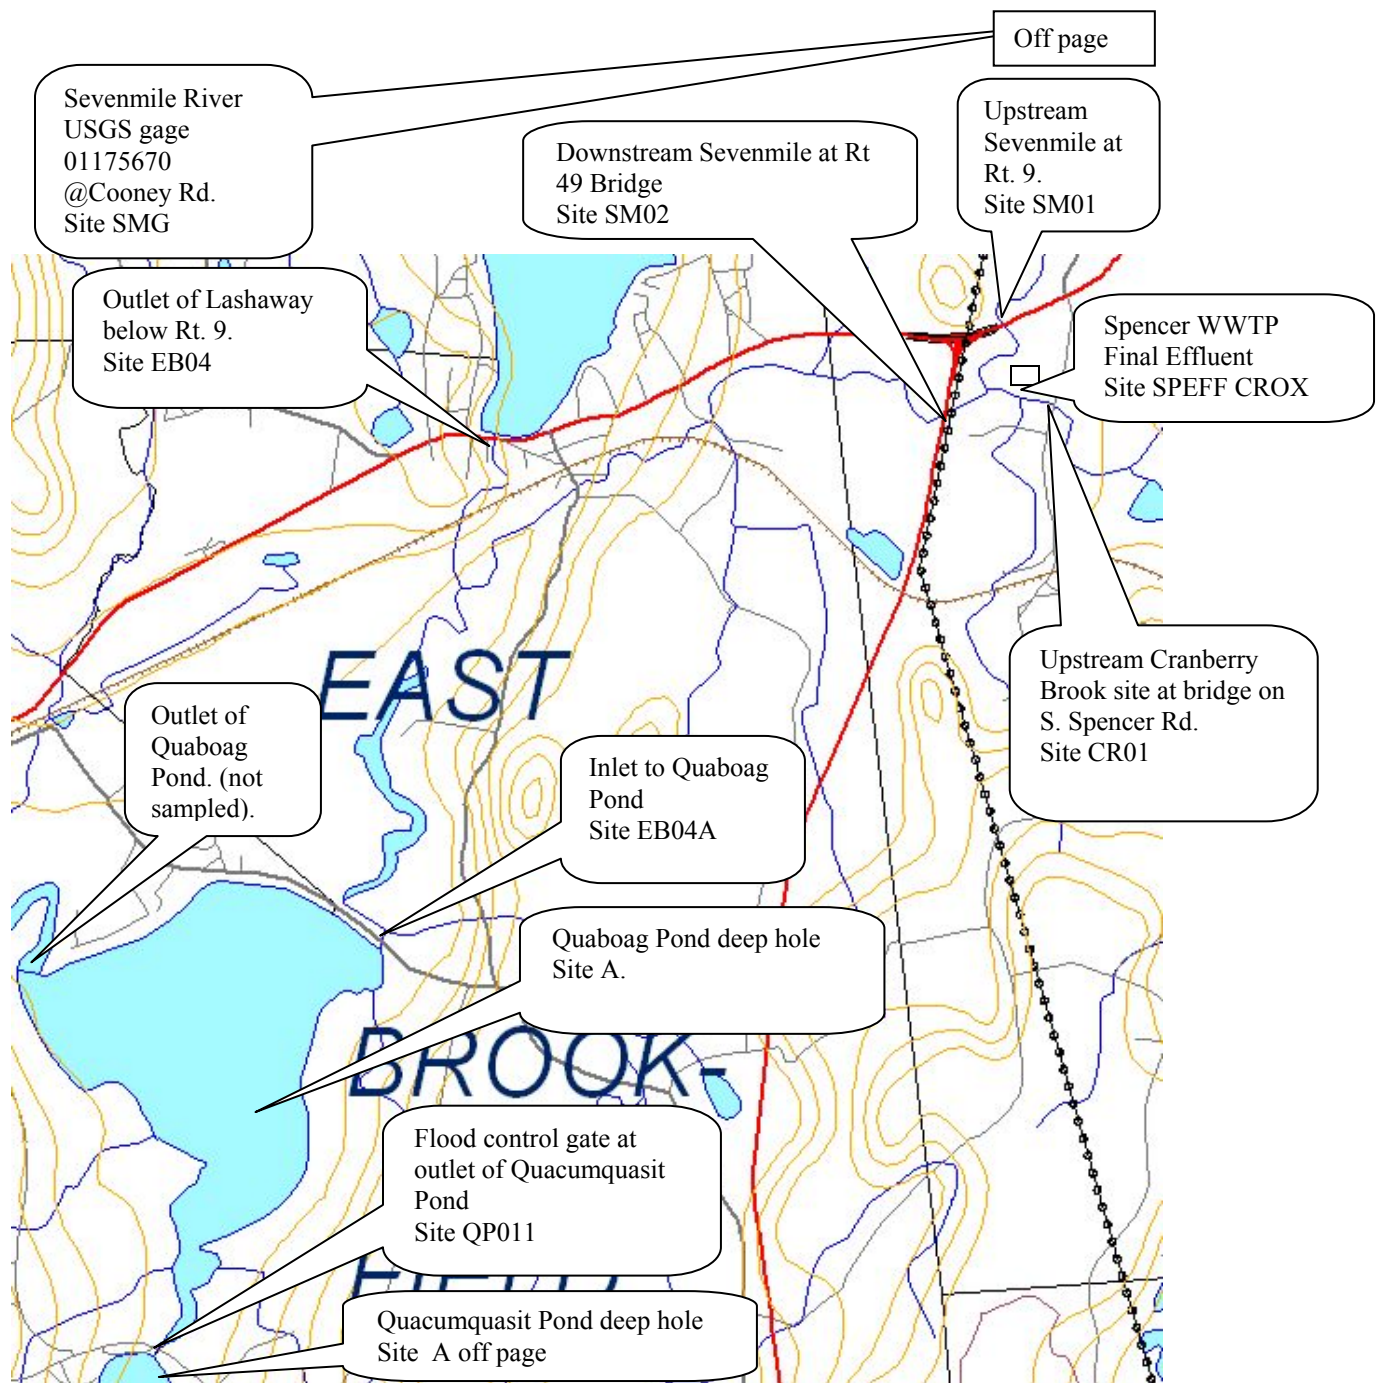 Off page
Sevenmile River
USGS gage
01175670
@Cooney Rd.
Site SMG
Downstream Sevenmile at Rt
49 Bridge
Site SM02
Upstream
Sevenmile at
Rt. 9.
Site SM01
Outlet of Lashaway
below Rt. 9.
Site EB04
Spencer WWTP
Final Effluent
Site SPEFF CROX
Upstream Cranberry
Brook site at bridge on
S. Spencer Rd.
Site CR01
EAST
Outlet of
Quaboag
Pond. (not
sampled).
Inlet to Quaboag
Pond
Site EB04A
Quaboag Pond deep hole
Site A.
BROOK-
Flood control gate at
outlet of Quacumquasit
Pond
Site QP011
FIELD
Quacumquasit Pond deep hole
Site A off page